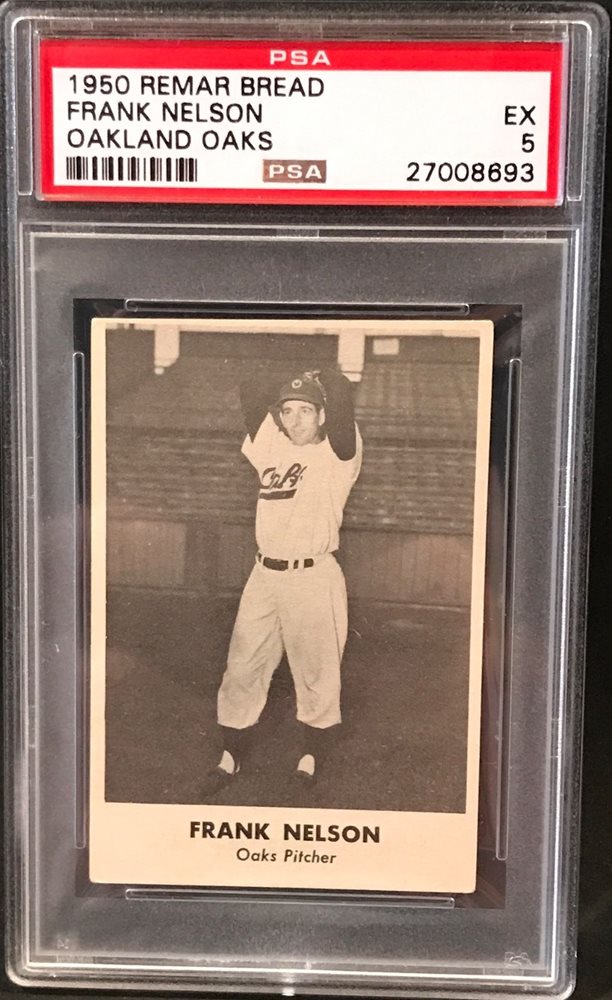 PSA
1950 REMAR BREAD
FRANK NELSON EX
OAKLAND OAKS 5
PSA 27008693
Oaks
FRANK NELSON
Oaks Pitcher